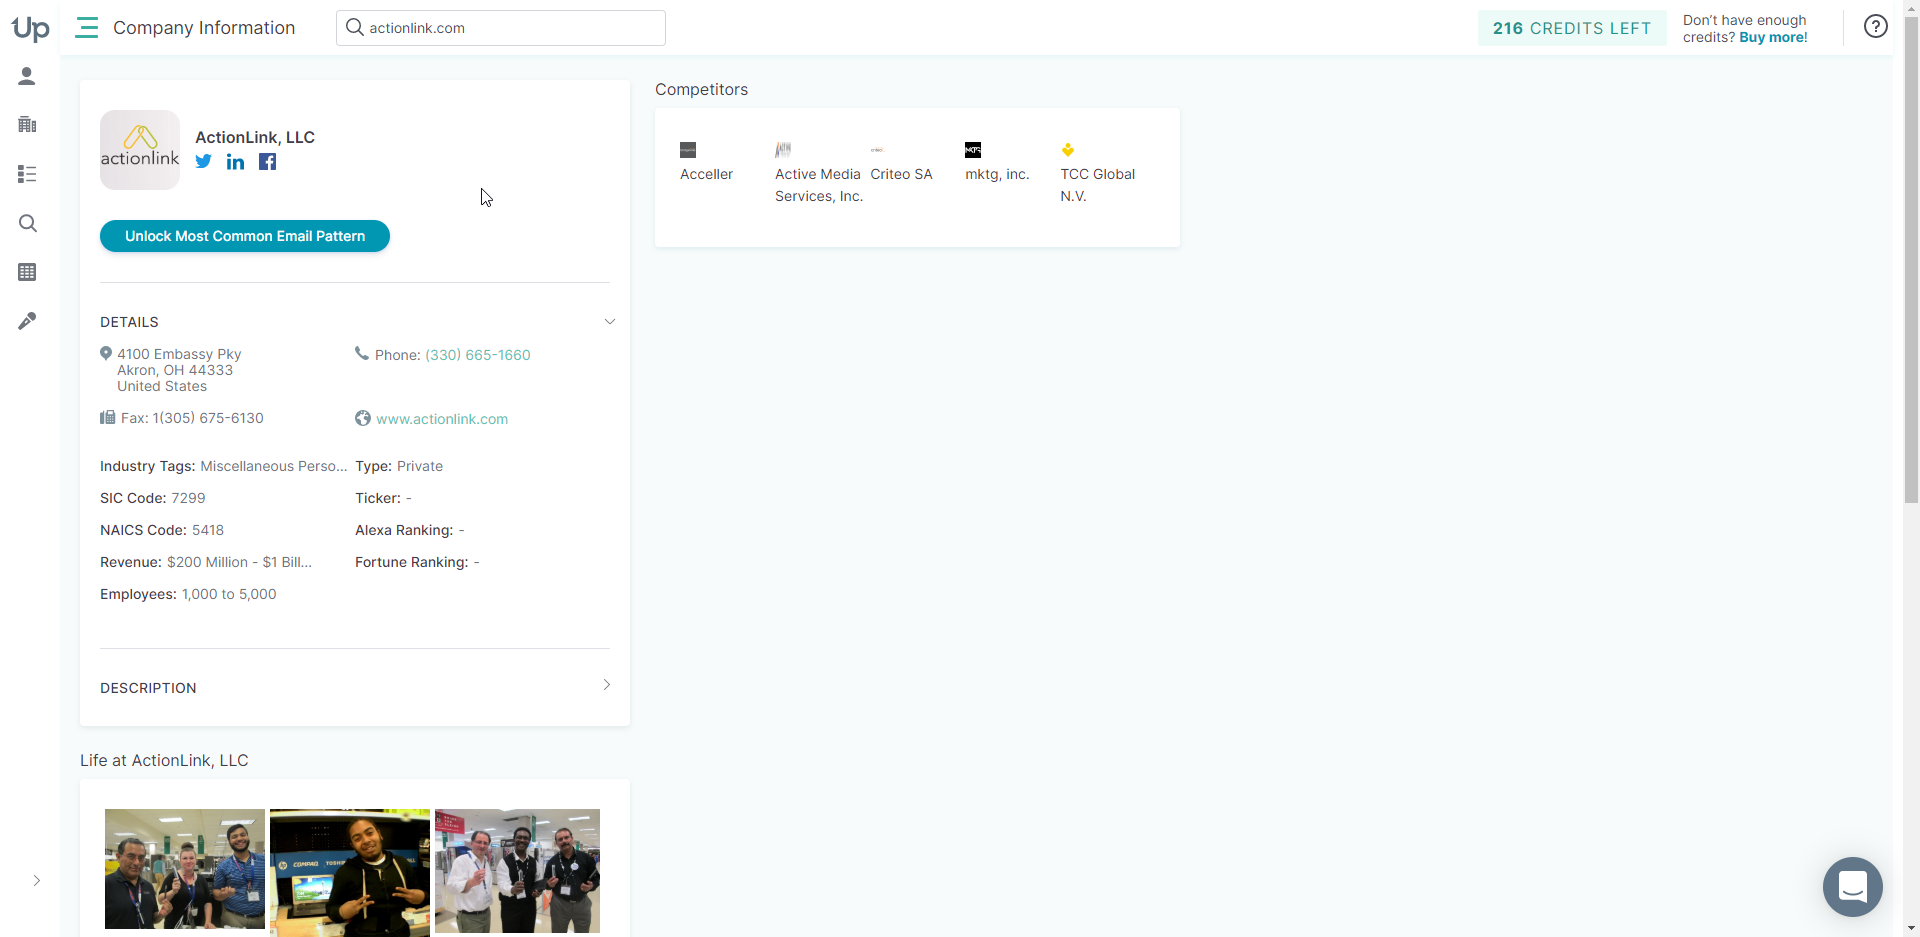 Up
Company Information
actionlink.com
216 CREDITS LEFT
Don't have enough
credits? Buy more!
actionlink
ActionLink, LLC
Unlock Most Common Email Pattern
DETAILS
4100 Embassy Pky
Akron, OH 44333
United States
Phone: (330) 665-1660
Fax: 1(305) 675-6130
www.actionlink.com
Industry Tags: Miscellaneous Perso...
Type: Private
SIC Code: 7299
Ticker: -
NAICS Code: 5418
Alexa Ranking: -
Revenue: $200 Million - $1 Bill...
Fortune Ranking: -
Employees: 1,000 to 5,000
DESCRIPTION
Competitors
Acceller
Active Media
Services, Inc.
criteo
Criteo SA
MKTG
mktg, inc.
TCC Global
N.V.
Life at ActionLink, LLC
hp COMPAQ